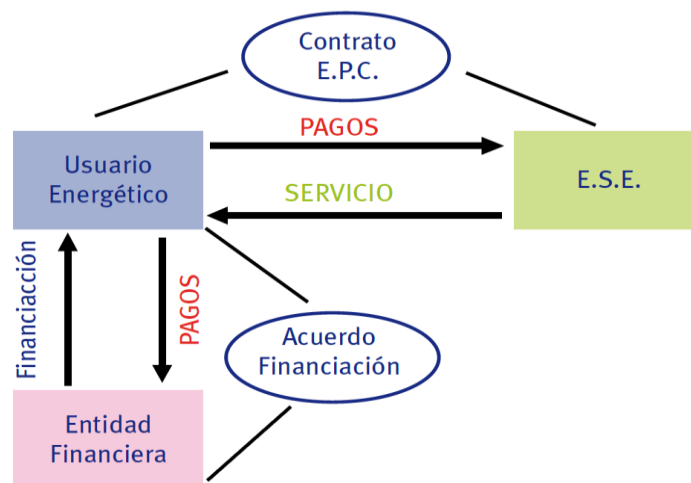 Contrato
E.P.C.
PAGOS
Usuario
Energético
E.S.E.
SERVICIO
Financiacción
PAGOS
Acuerdo
Financiación
Entidad
Financiera